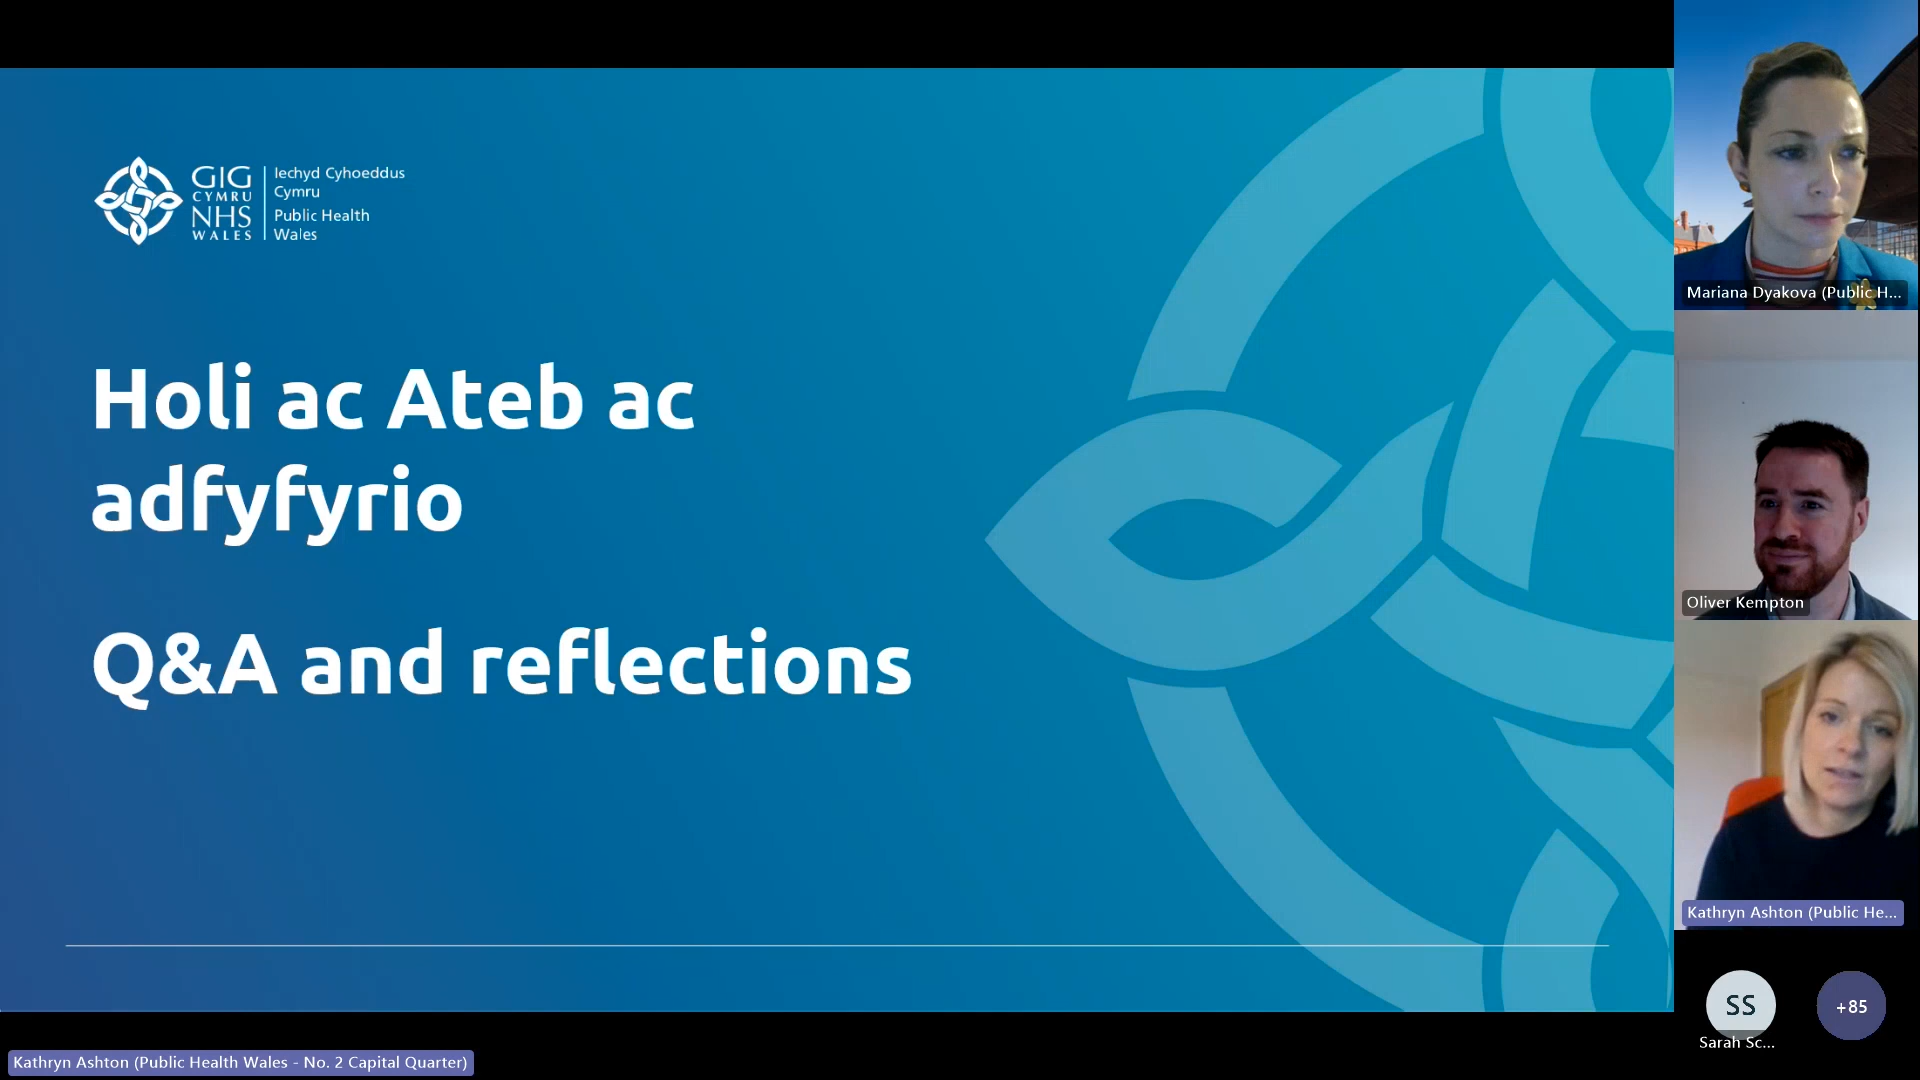 GIG
CYMRU
NHS
WALES
Iechyd Cyhoeddus
Cymru
Public Health
Wales
Holi ac Ateb ac
adfyfyrio
Q&A and reflections
Mariana Dyakova (Public H...
Oliver Kempton
Kathryn Ashton (Public He...
SS
Sarah Sc...
+85
Kathryn Ashton (Public Health Wales - No. 2 Capital Quarter)